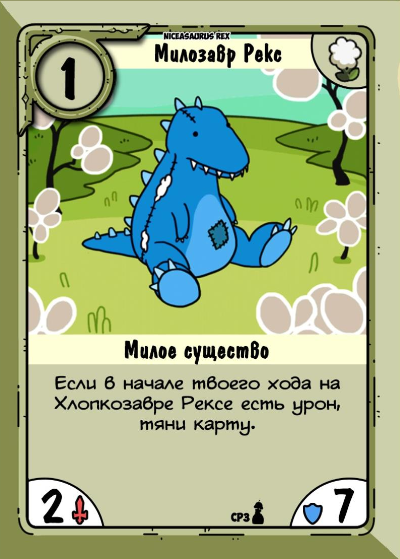 NICEASAURUS REX
Милозавр Рекс
1
Милое существо
Если в начале твоего хода на
Хлопкозавре Рексе есть урон,
тяни карту.
2
СР3
7